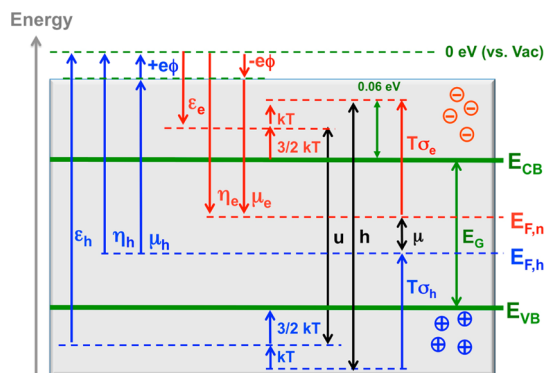 Energy
0 eV (vs. Vac)
+eϕ
-eϕ
0.06 eV
εe
kT
3/2 kT
Tσe
ECB
ηe
μe
EF,n
εh
ηh
μh
u
h
μ
EG
EF,h
Tσh
EVB
3/2 kT
kT